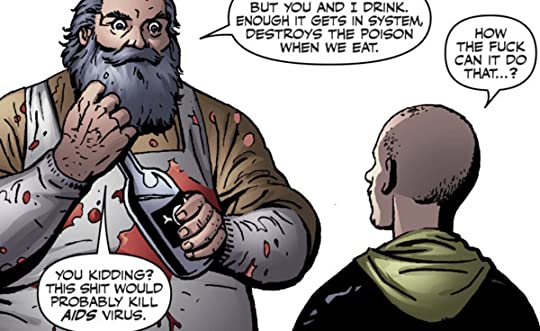 BUT YOU AND I DRINK.
ENOUGH IT GETS IN SYSTEM,
DESTROYS THE POISON
WHEN WE EAT.
HOW
THE FUCK
CAN IT DO
THAT...?
YOU KIDDING?
THIS SHIT WOULD
PROBABLY KILL
AIDS VIRUS.